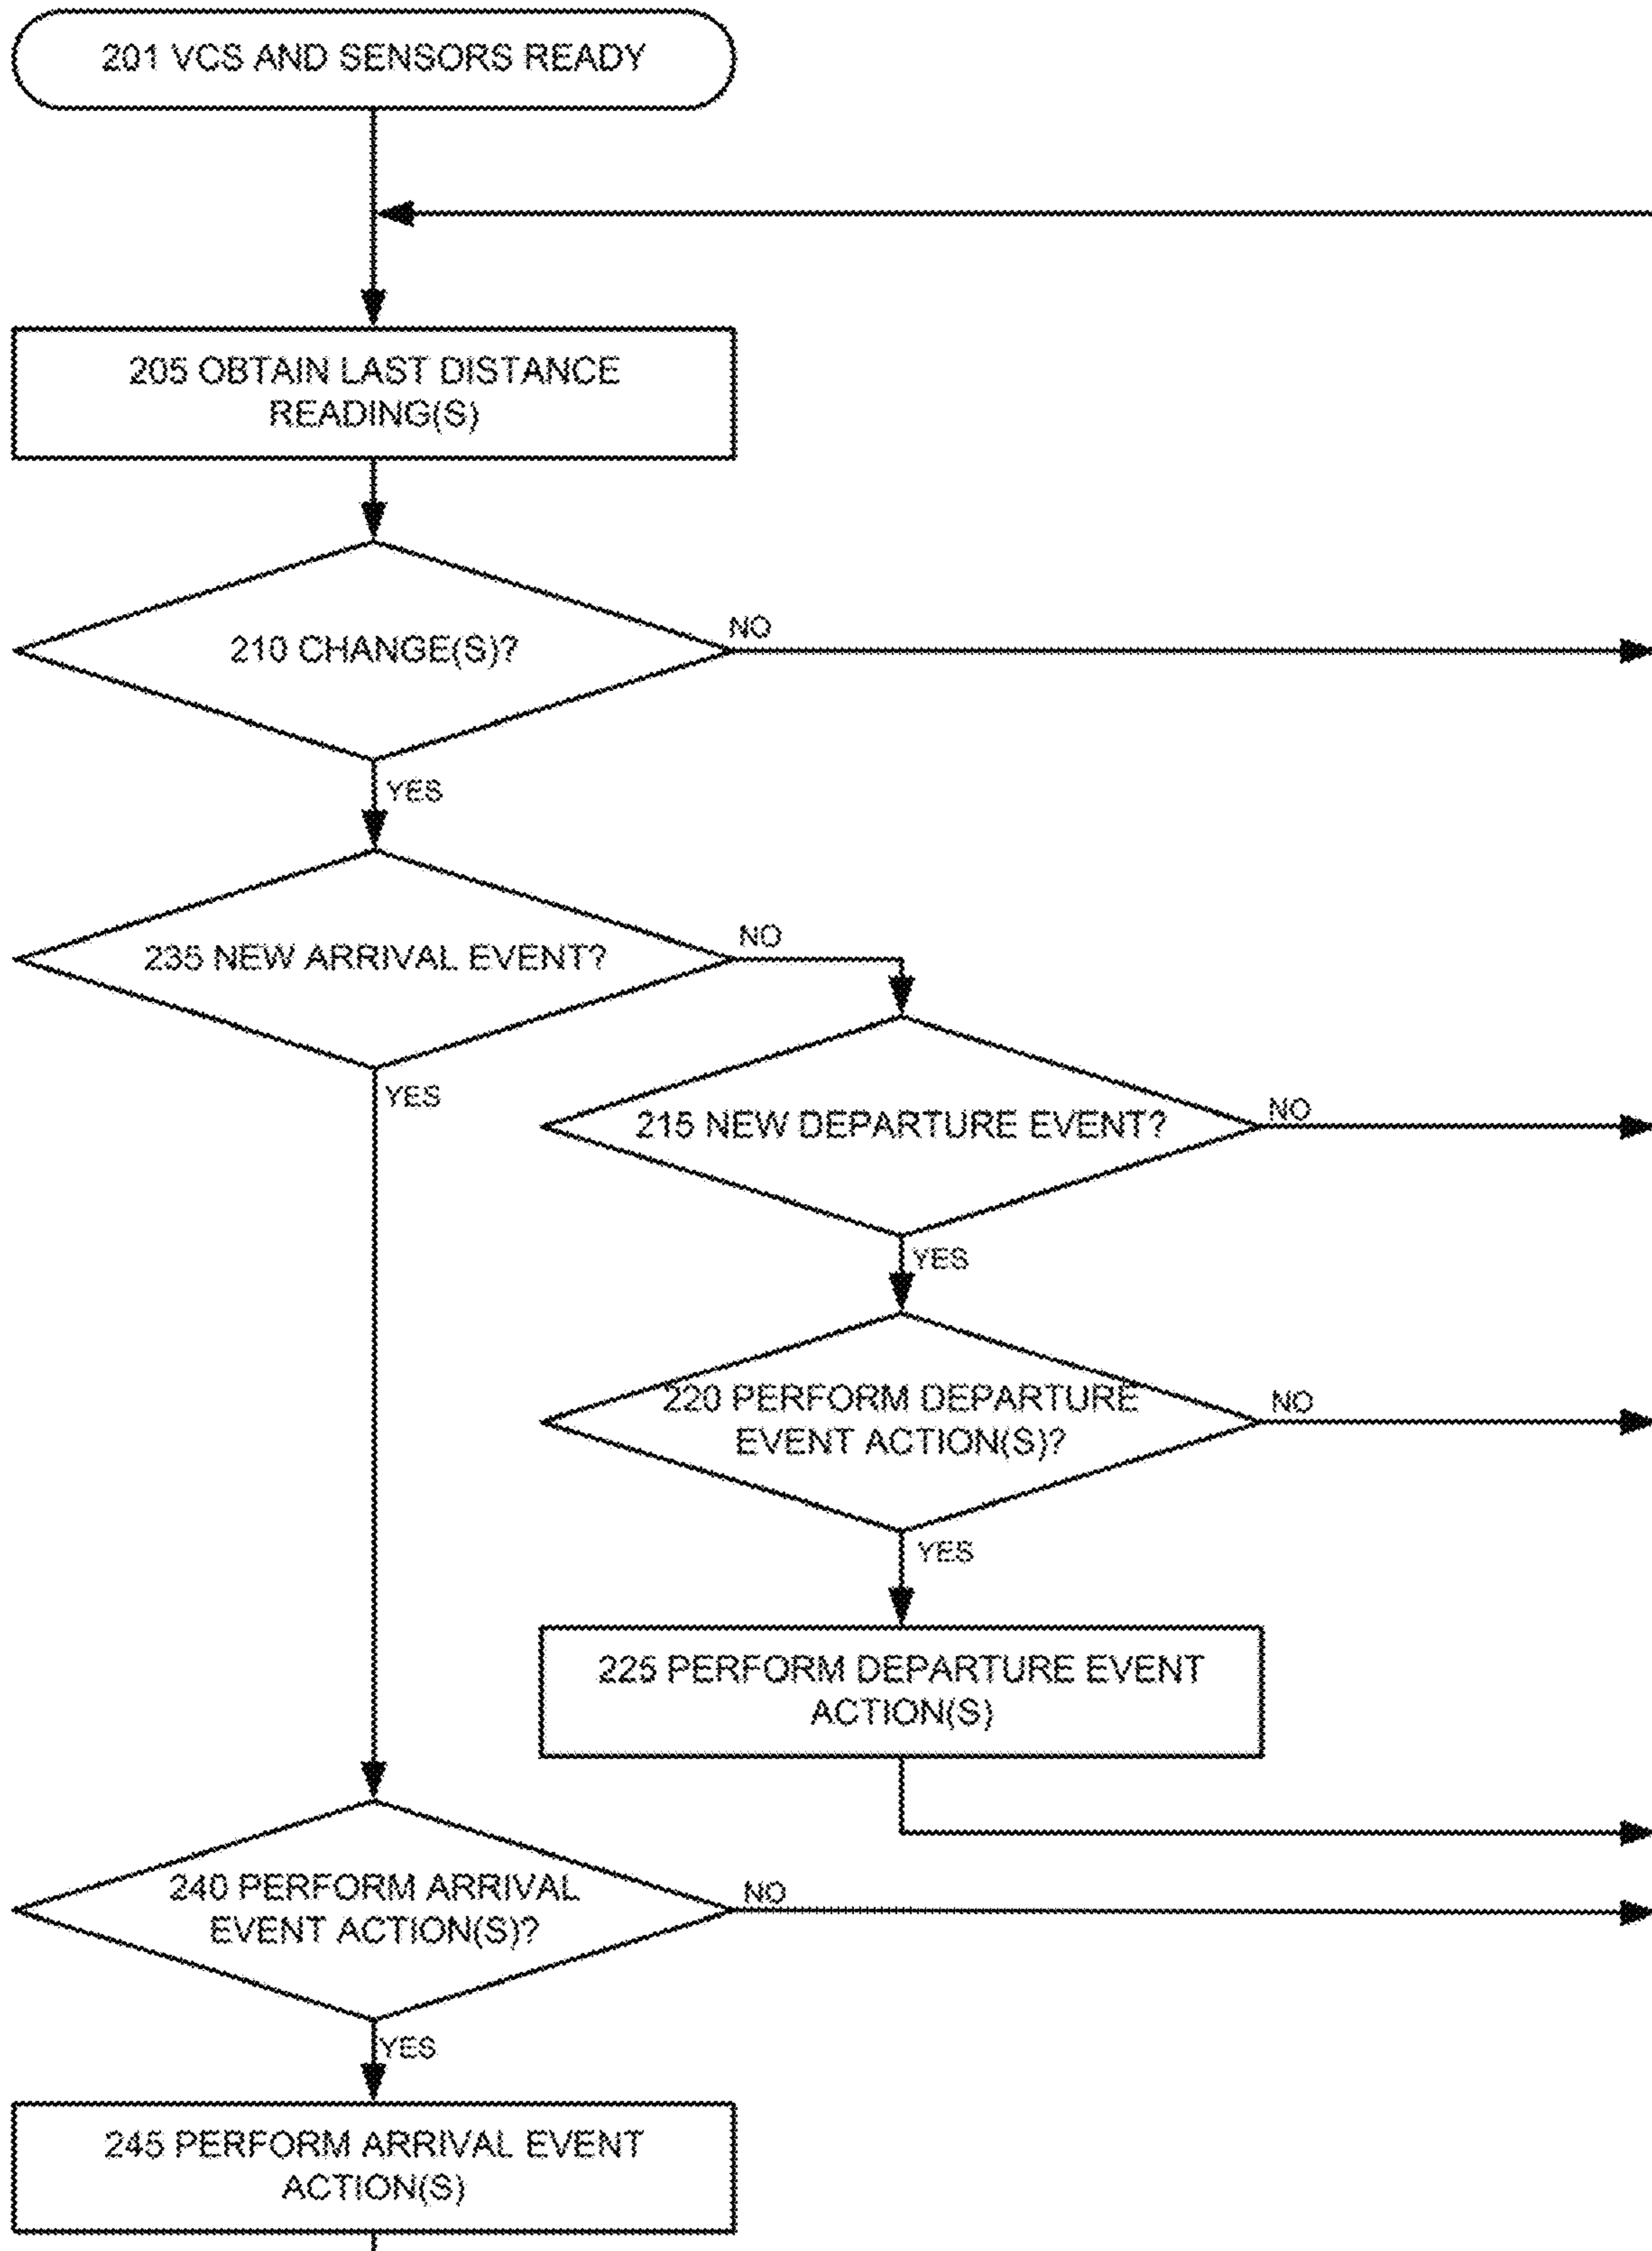 201 VCS AND SENSORS READY
205 OBTAIN LAST DISTANCE
READING(S)
210 CHANGE(S)?
NO
YES
235 NEW ARRIVAL EVENT?
NO
YES
215 NEW DEPARTURE EVENT?
NO
YES
220 PERFORM DEPARTURE
EVENT ACTION(S)?
NO
YES
225 PERFORM DEPARTURE EVENT
ACTION(S)
240 PERFORM ARRIVAL
EVENT ACTION(S)?
NO
YES
245 PERFORM ARRIVAL EVENT
ACTION(S)